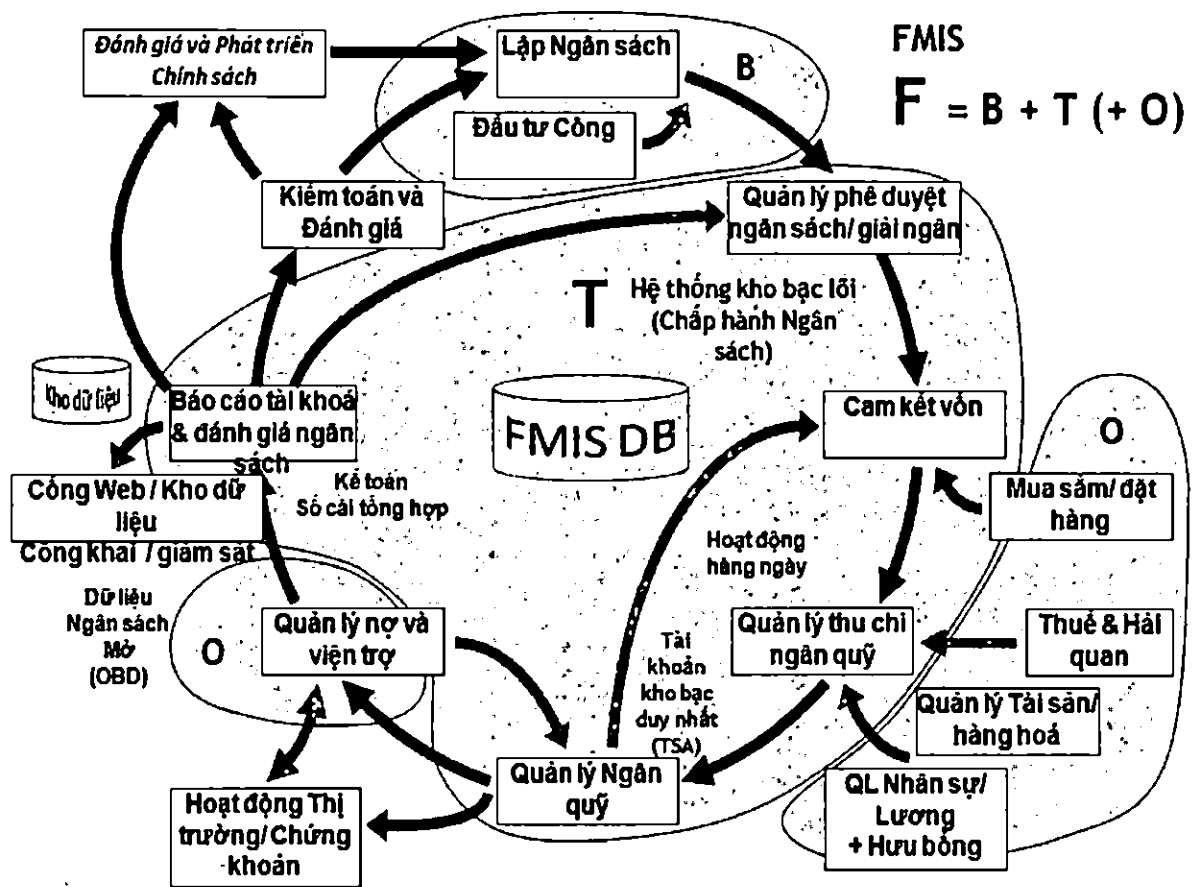 Đánh giá và Phát triển
Chính sách
Lập Ngân sách
B
FMIS
F = B + T (+ O)
Đầu tư Công
Kiểm toán và
Đánh giá
Quản lý phê duyệt
ngân sách/ giải ngân
T
Hệ thống kho bạc lõi
(Chấp hành Ngân
sách)
Kho dữ liệu
Báo cáo tài khoá
& đánh giá ngân
sách
FMIS DB
Cam kết vốn
O
Cổng Web / Kho dữ
liệu
Công khai / giám sát
Kế toán
Sổ cái tổng hợp
Mua sắm/ đặt
hàng
Hoạt động
hàng ngày
Dữ liệu
Ngân sách
Mở
(OBD)
O
Quản lý nợ và
viện trợ
Tài
khoản
kho bạc
duy nhất
(TSA)
Quản lý thu chi
ngân quỹ
Thuế & Hải
quan
Quản lý Tài sản/
hàng hoá
Quản lý Ngân
quỹ
Hoạt động Thị
trường/ Chứng
khoán
QL Nhân sự/
Lương
+ Hưu bổng